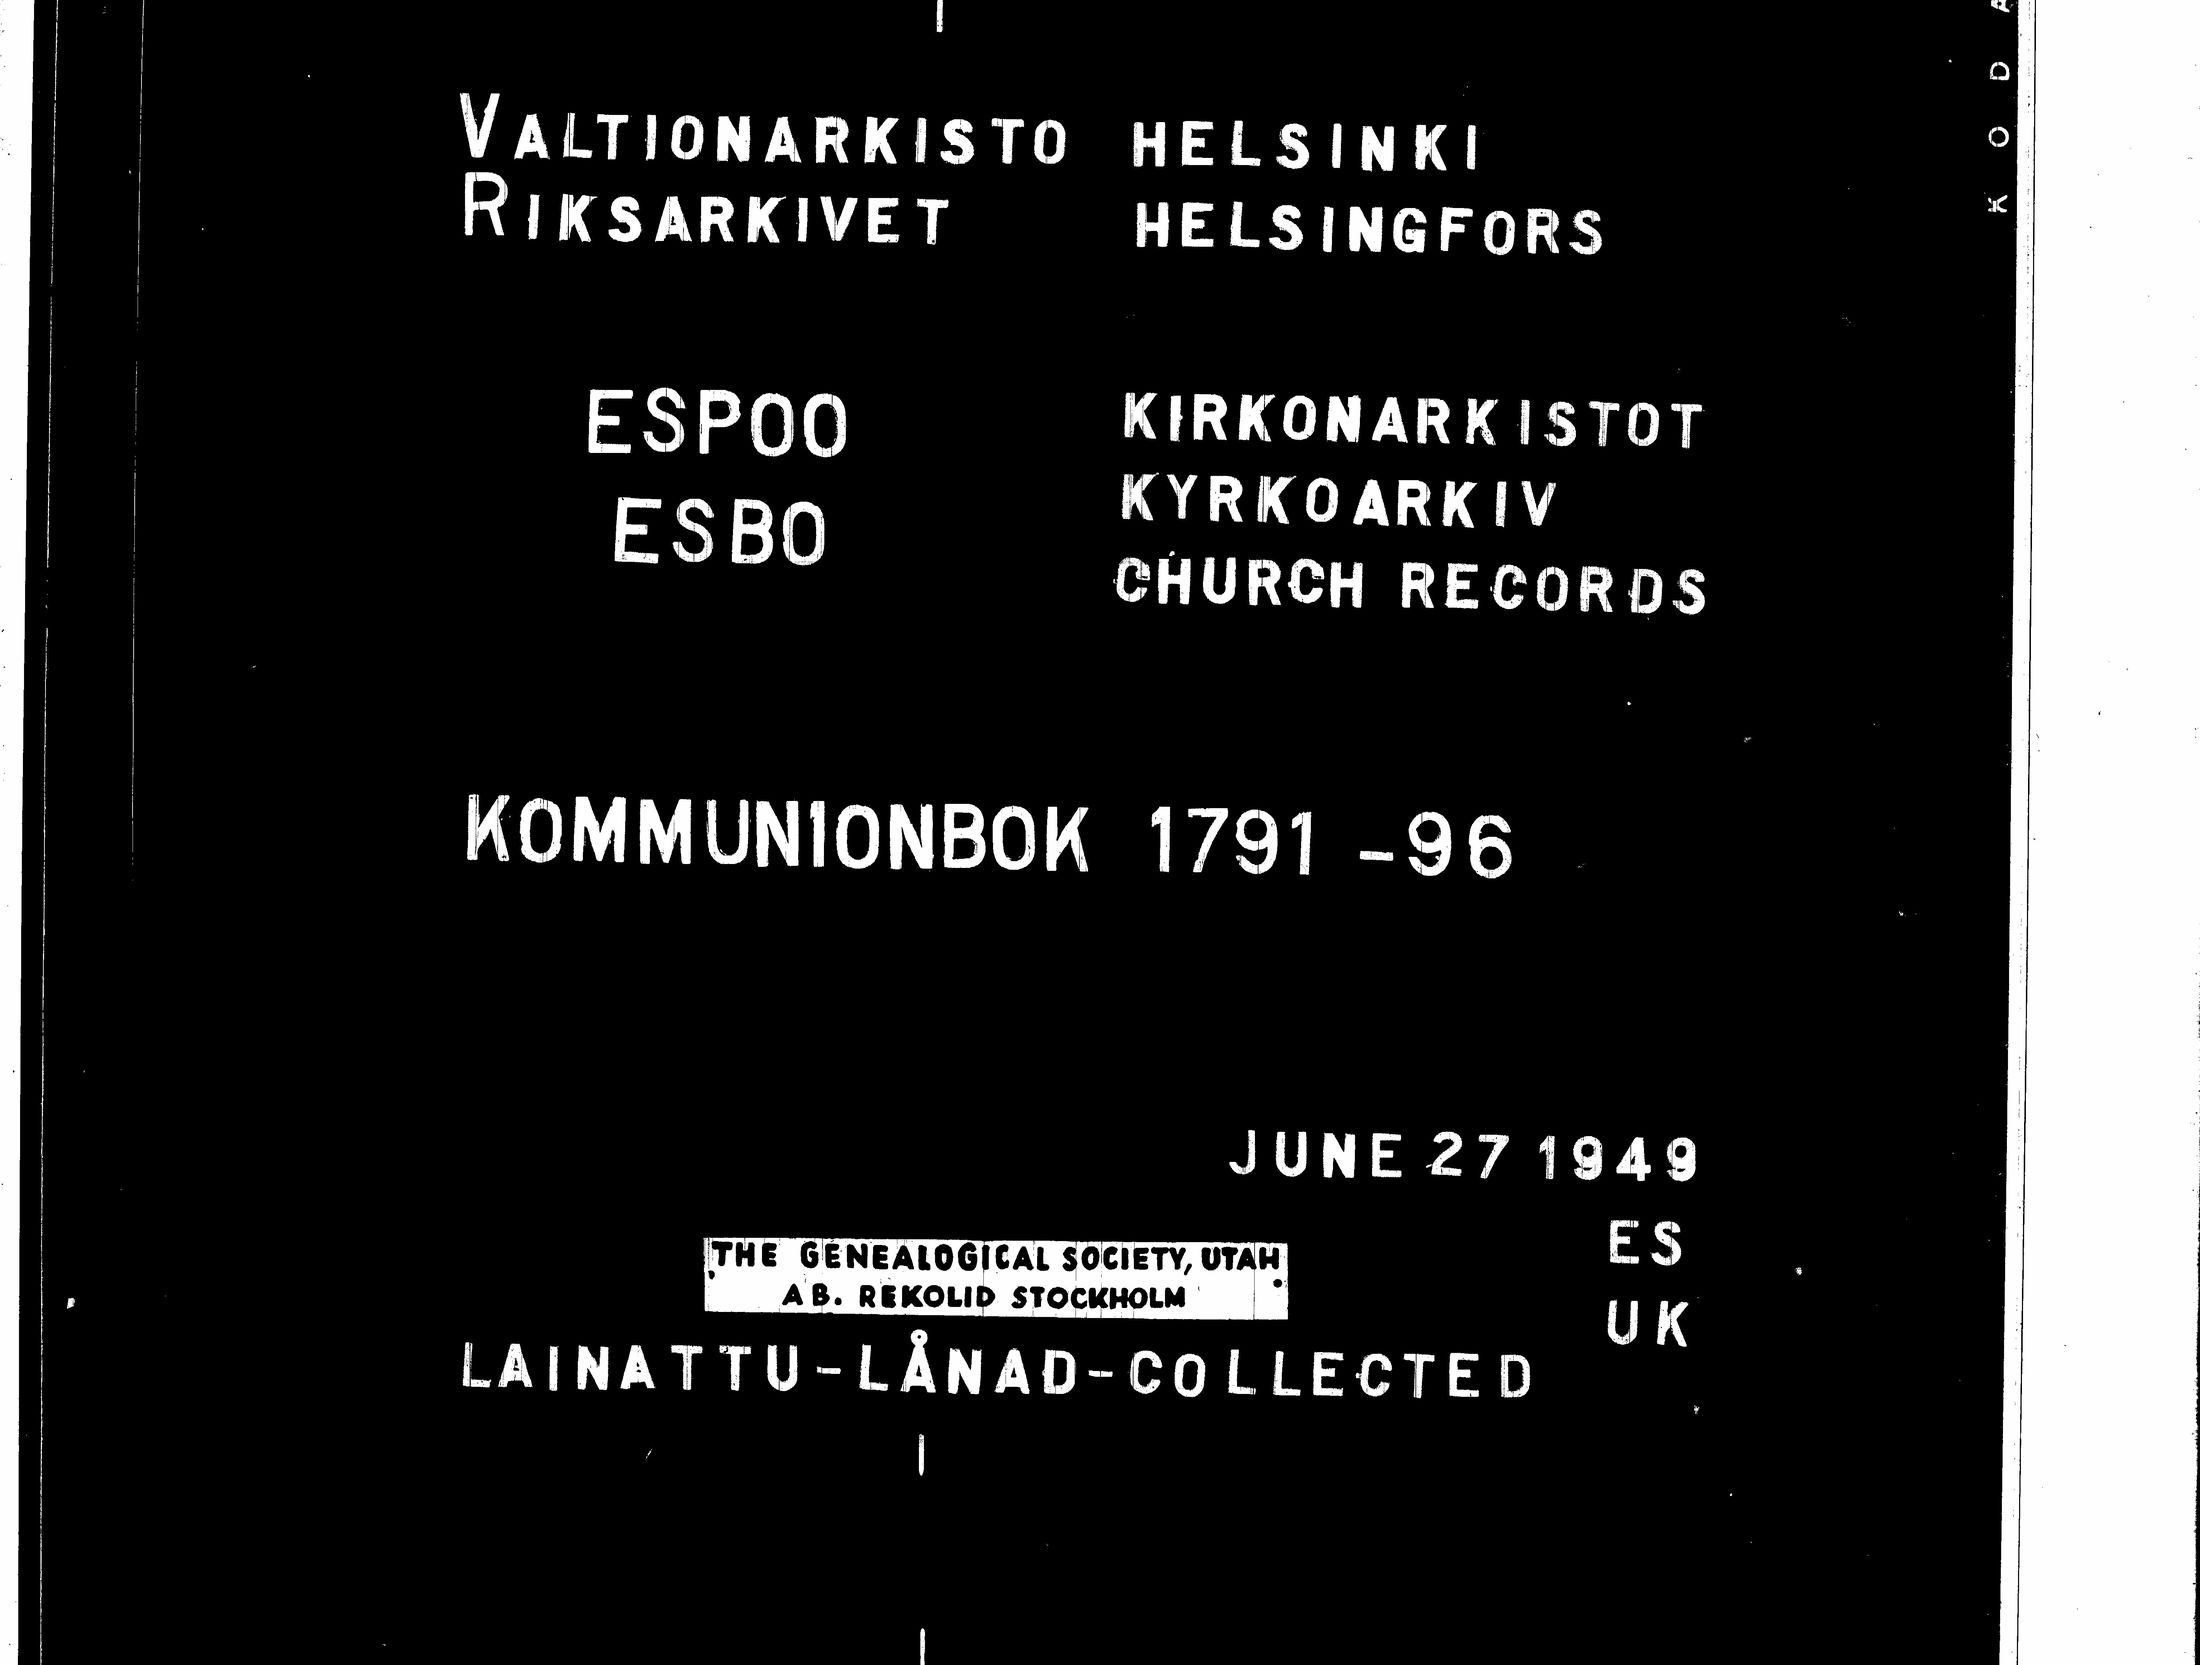 VALTIONARKISTO HELSINKI
RIKSARKIVET HELSINGFORS
ESPOO
ESBO
KIRKONARKISTOT
KYRKOARKIV
CHURCH RECORDS
KOMMUNIONBOK 1791-96
JUNE 27 1949
ES
UK
THE GENEALOGICAL SOCIETY, UTAH
AB. REKOLID STOCKHOLM
LAINATTU-LÅNAD-COLLECTED
KODA